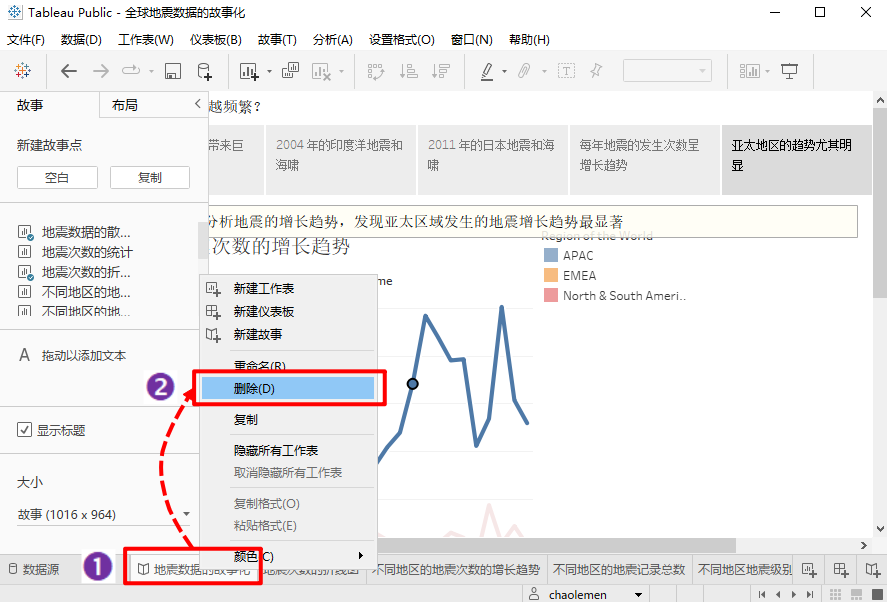 Tableau Public - 全球地震数据的故事化
文件(F) 数据(D) 工作表(W) 仪表板(B) 故事(T) 分析(A) 设置格式(O) 窗口(N) 帮助(H)
故事 布局
越频繁？
新建故事点
空白 复制
带来巨
2004 年的印度洋地震和海啸
2011 年的日本地震和海啸
每年地震的发生次数呈增长趋势
亚太地区的趋势尤其明显
分析地震的增长趋势，发现亚太区域发生的地震增长趋势最显著
次数的增长趋势
Region of the World
APAC
EMEA
North & South Ameri..
me
地震数据的散...
地震次数的统计
地震次数的折...
不同地区的地...
不同地区的地...
A 拖动以添加文本
显示标题
大小
故事 (1016 x 964)
新建工作表
新建仪表板
新建故事
重命名(R)
2
删除(D)
复制
隐藏所有工作表
取消隐藏所有工作表
复制格式(O)
粘贴格式(E)
颜色(C)
数据源
1
地震数据的故事化
地震次数的折线图
不同地区的地震次数的增长趋势
不同地区的地震记录总数
不同地区的地震级别
chaolemen